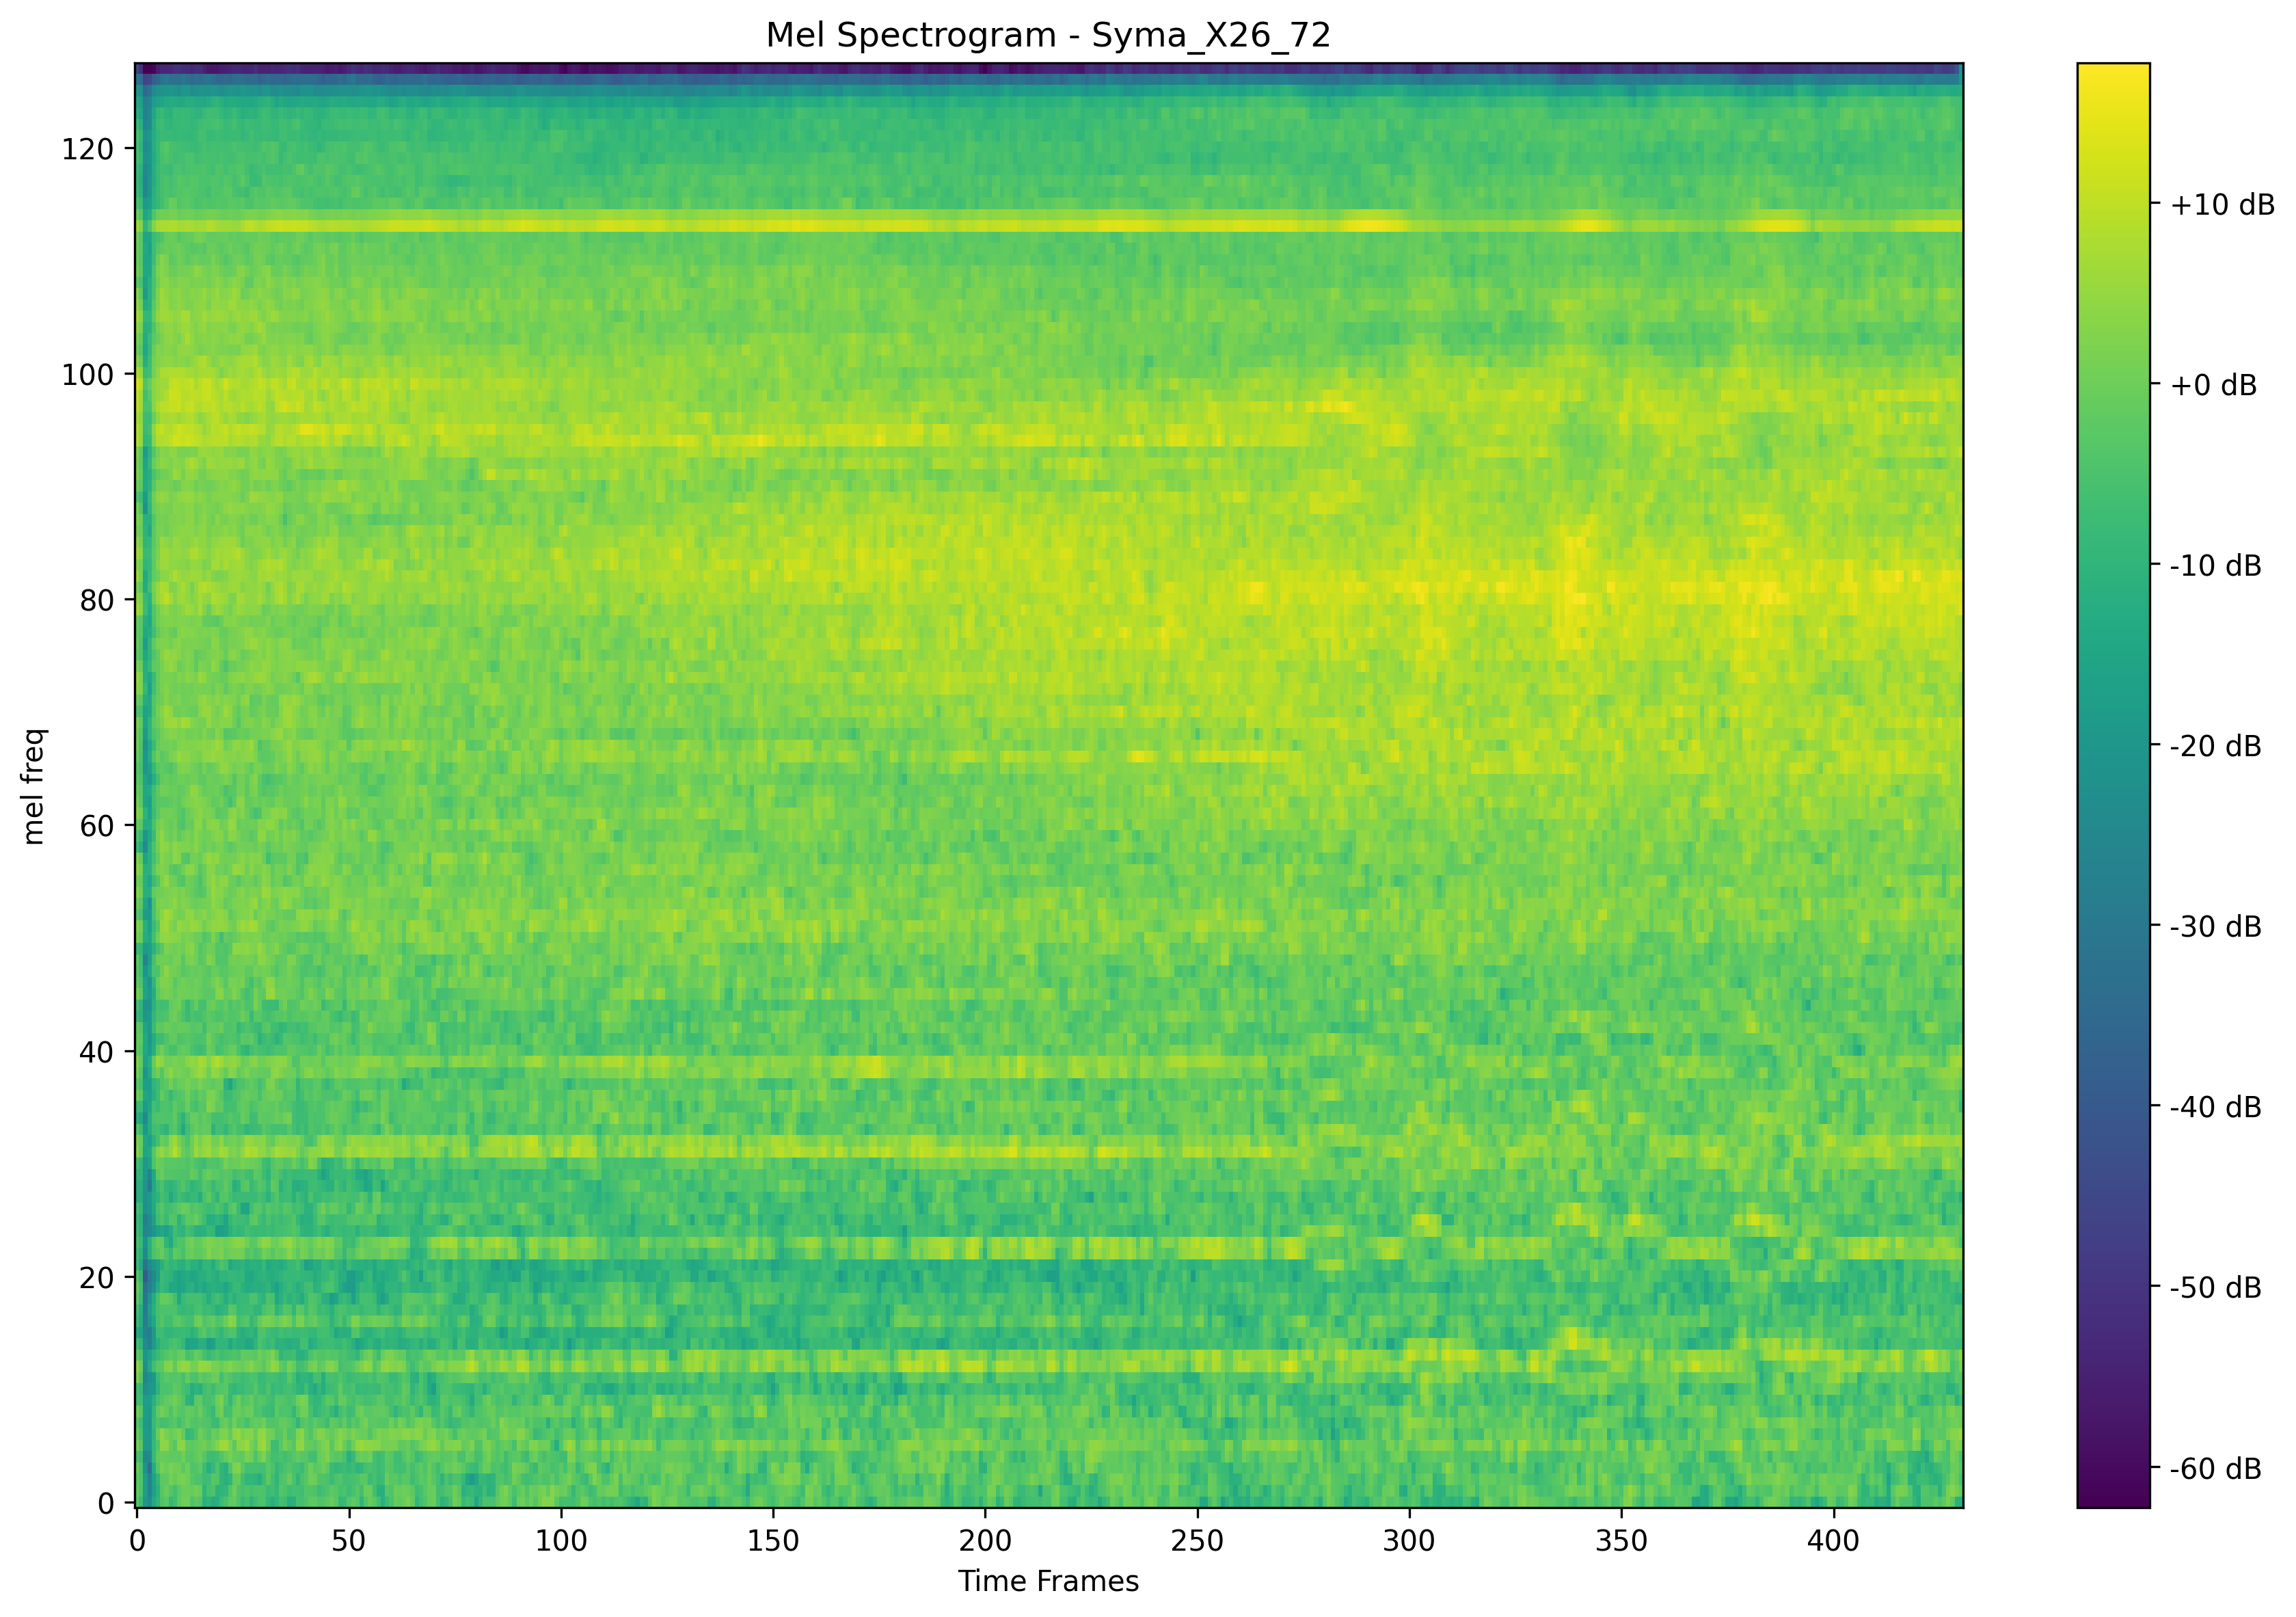 Mel Spectrogram - Syma_X26_72
mel freq
120
100
80
60
40
20
0
0 50 100 150 200 250 300 350 400
Time Frames
+10 dB
+0 dB
-10 dB
-20 dB
-30 dB
-40 dB
-50 dB
-60 dB